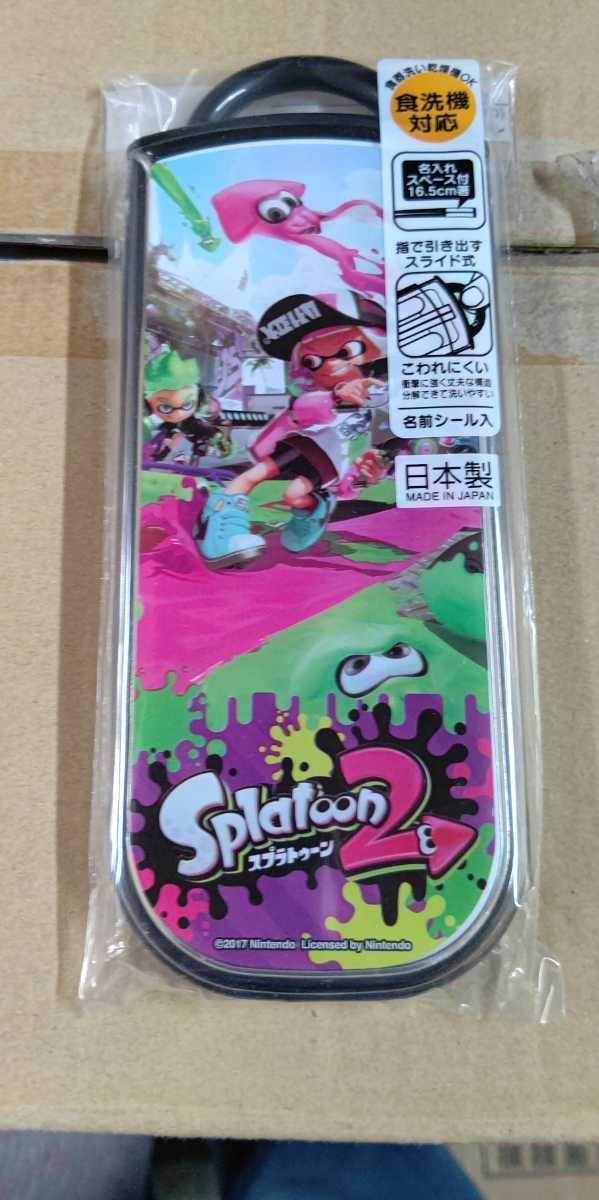 食器洗い乾燥機OK
食洗機
対応
名入れ
スペース付
16.5cm箸
指で引き出す
スライド式
こわれにくい
衝撃に強く丈夫な構造
分解できて洗いやすい
名前シール入
日本製
MADE IN JAPAN
Splatoon 2
スプラトゥーン
©2017 Nintendo Licensed by Nintendo